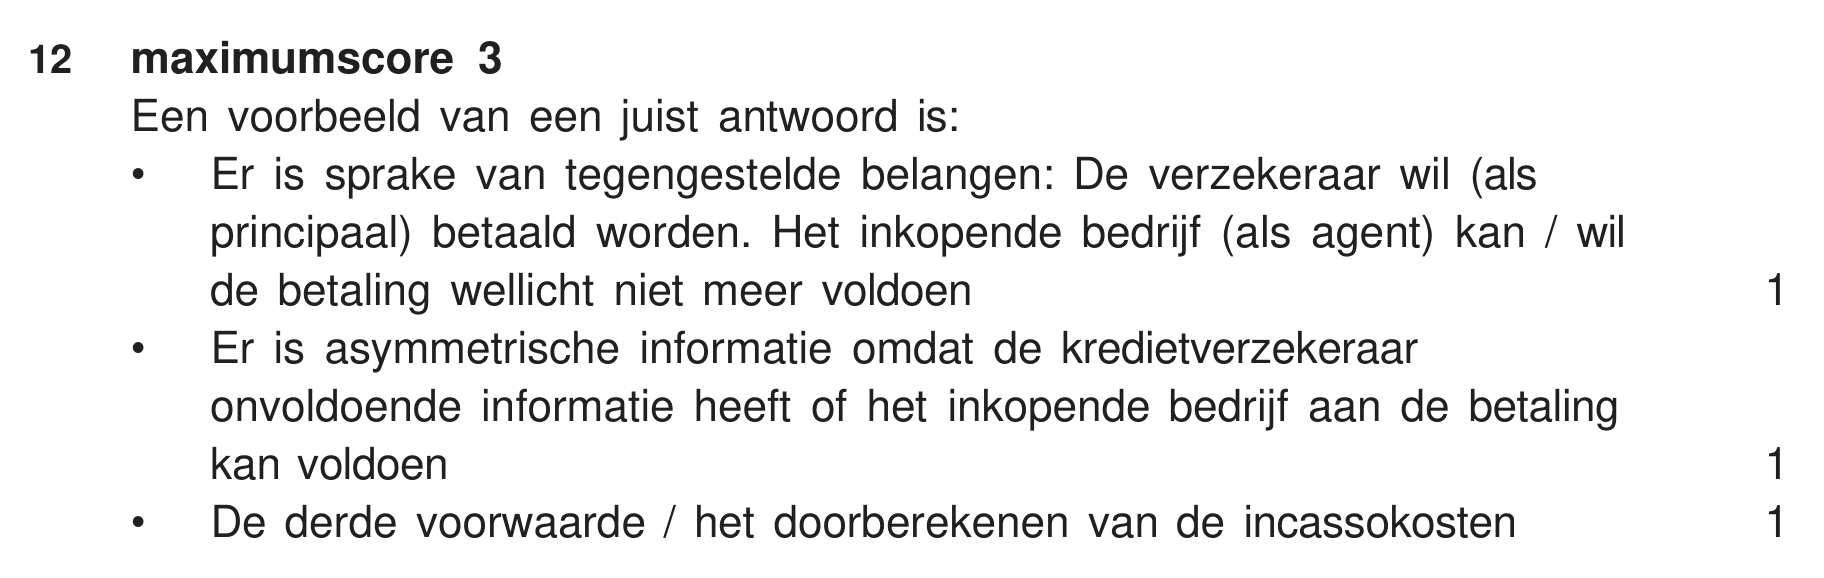 12 maximumscore 3
Een voorbeeld van een juist antwoord is:
• Er is sprake van tegengestelde belangen: De verzekeraar wil (als
principaal) betaald worden. Het inkopende bedrijf (als agent) kan / wil
de betaling wellicht niet meer voldoen 1
• Er is asymmetrische informatie omdat de kredietverzekeraar
onvoldoende informatie heeft of het inkopende bedrijf aan de betaling
kan voldoen 1
• De derde voorwaarde / het doorberekenen van de incassokosten 1